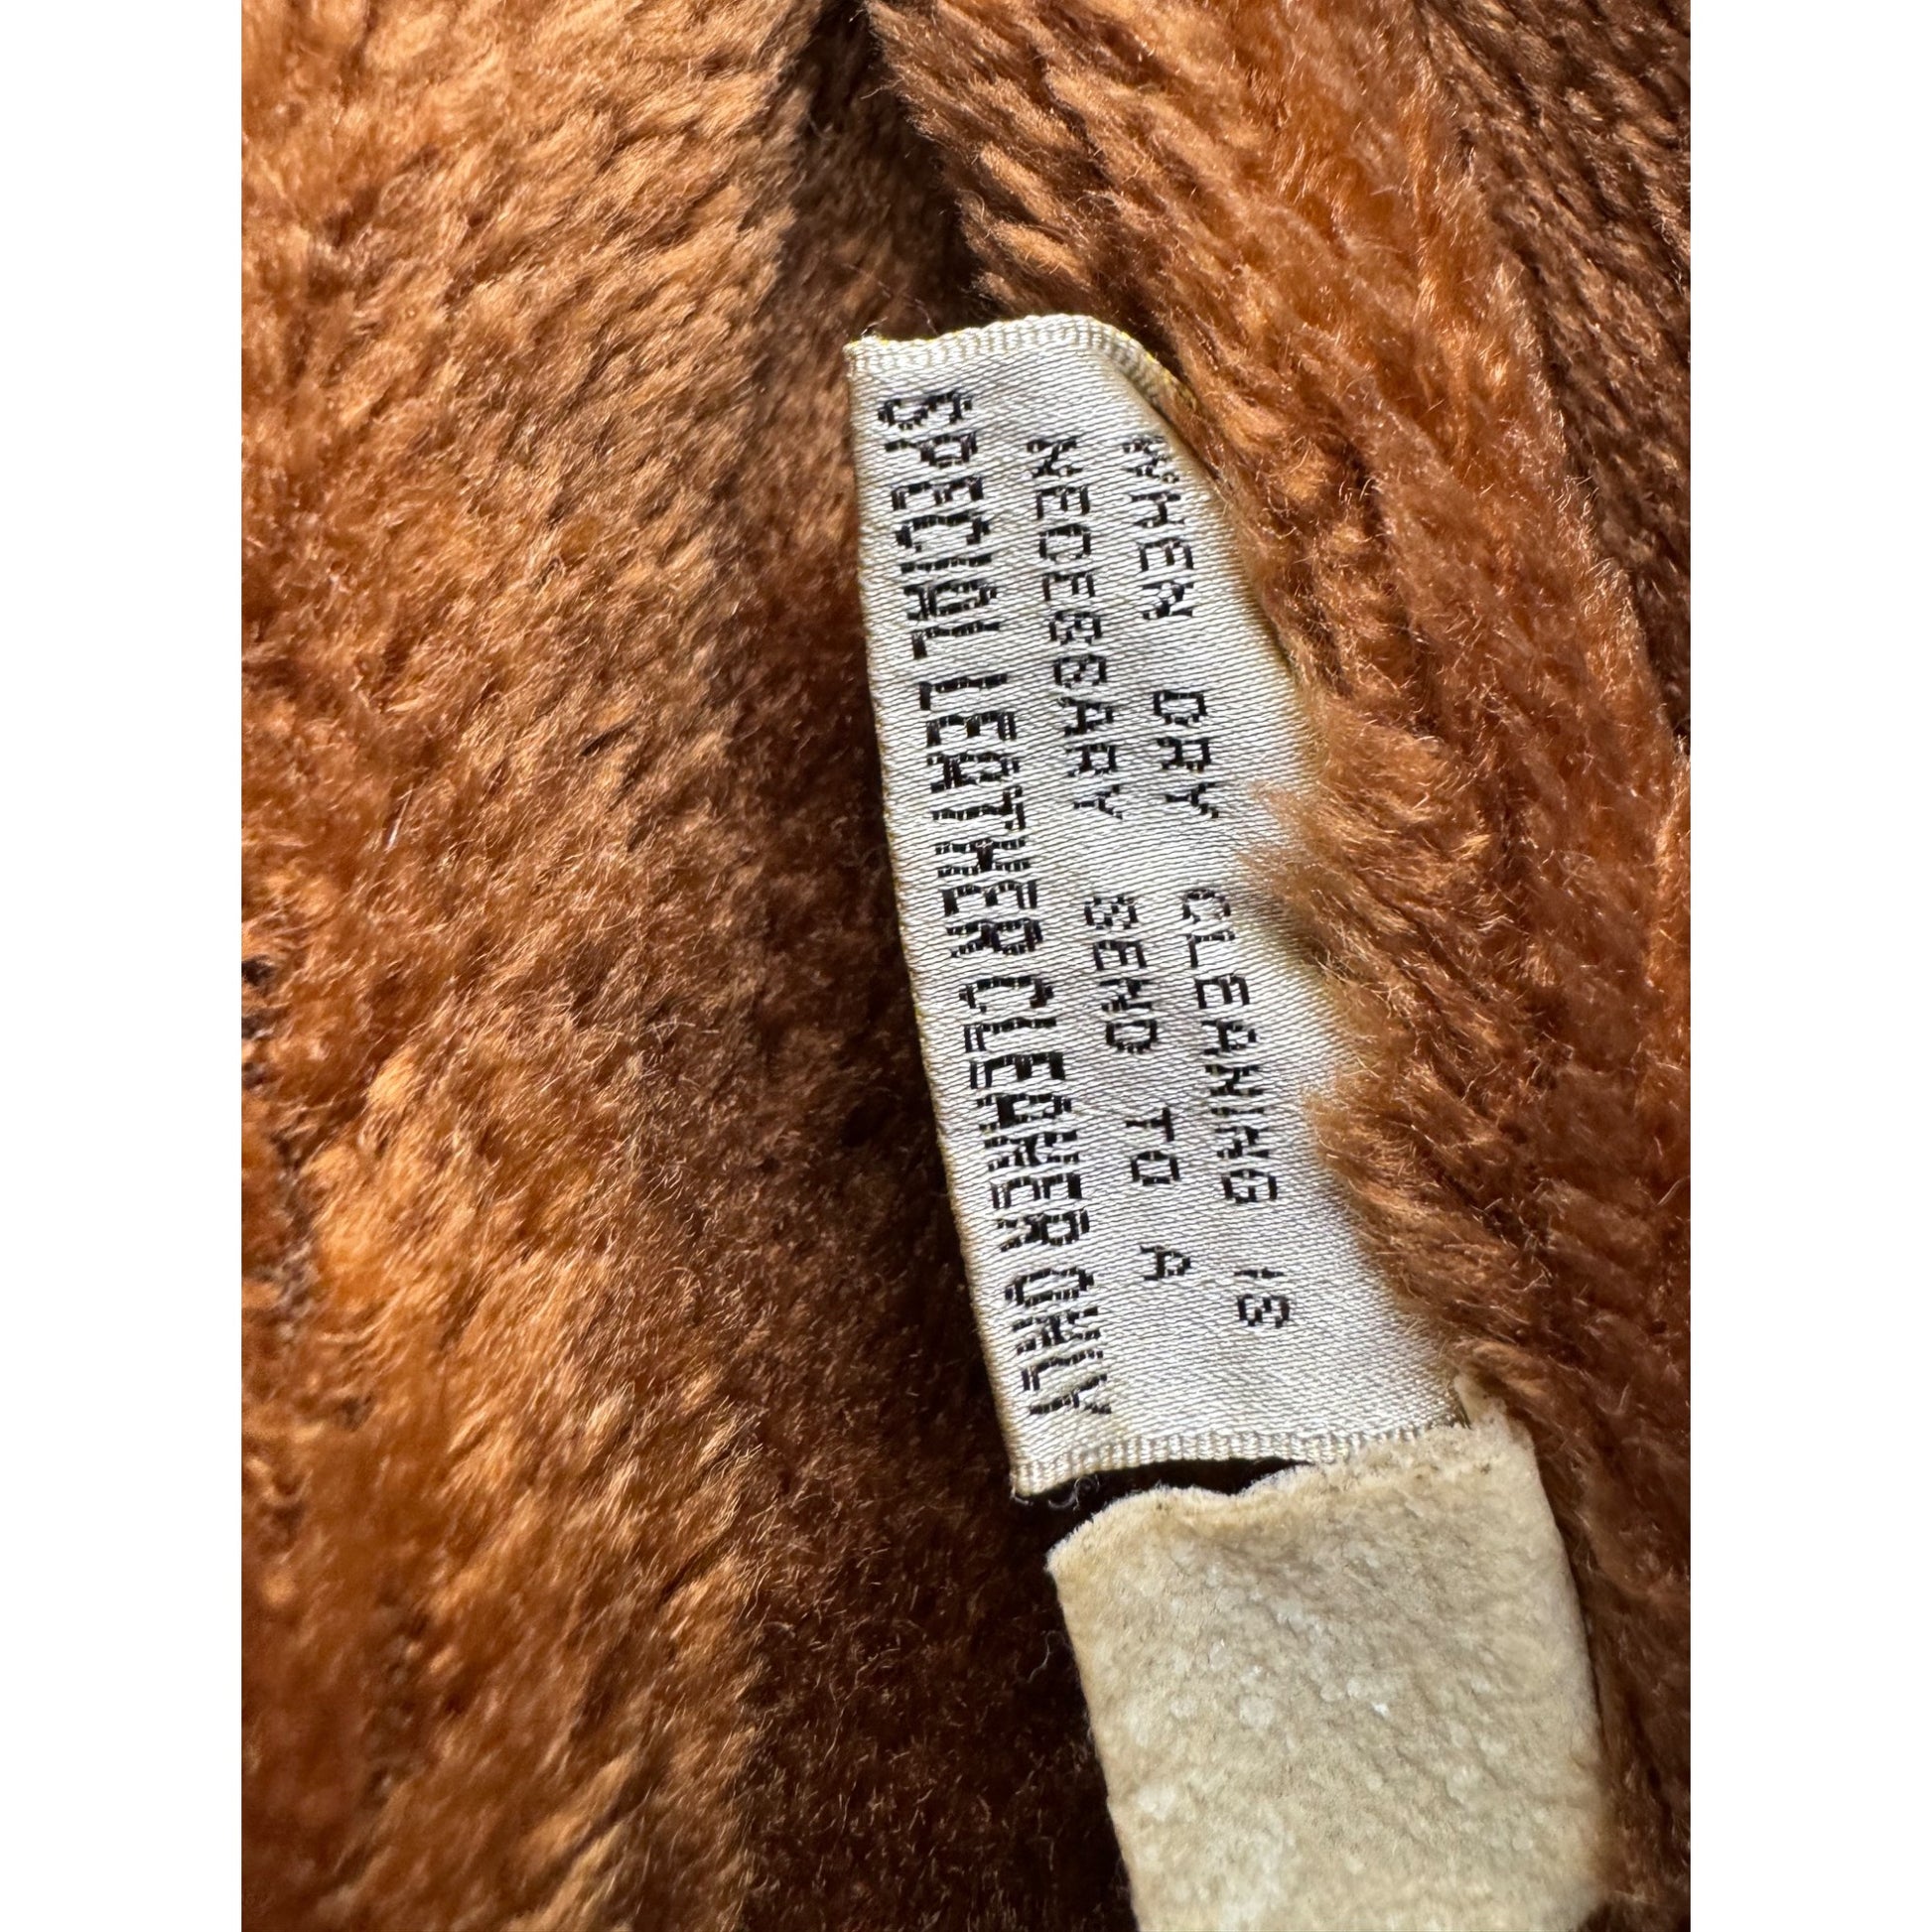 WHEN DRY CLEANING IS
NECESSARY SEND TO A
SPECIAL LEATHER CLEANER ONLY